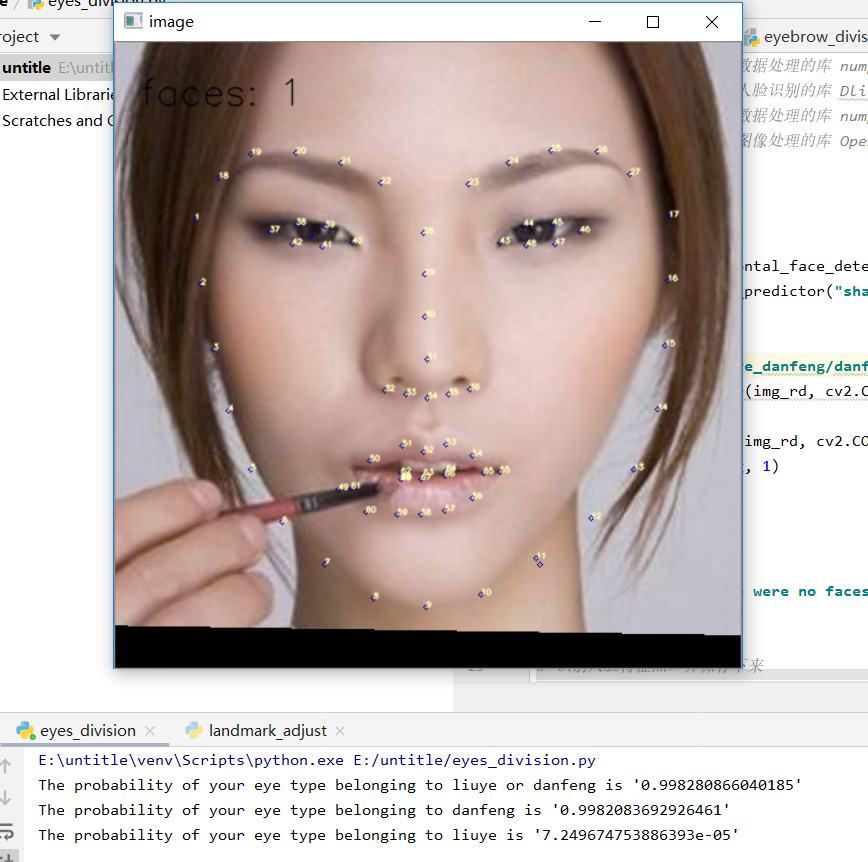 eyes_division.py
image
roject
eyebrow_divis
untitle E:\untitl
External Librarie
Scratches and C
faces: 1
数据处理的库 num
人脸识别的库 Dli
数据处理的库 num
图像处理的库 Ope
ntal_face_dete
predictor("sha
e_danfeng/danf
(img_rd, cv2.C
img_rd, cv2.CO
, 1)
were no faces
19 20 21 22 23 24 25 26 27
18 17
1 37 38 39 40 41 42 28 43 44 45 46 47 48
2 29 16
3 30 31 15
4 32 33 34 35 36 14
5 50 51 52 53 54 13
49 61 65 55
6 60 59 58 57 56 12
7 11
8 9 10
eyes_division
landmark_adjust
E:\untitle\venv\Scripts\python.exe E:/untitle/eyes_division.py
The probability of your eye type belonging to liuye or danfeng is '0.998280866040185'
The probability of your eye type belonging to danfeng is '0.9982083692926461'
The probability of your eye type belonging to liuye is '7.249674753886393e-05'